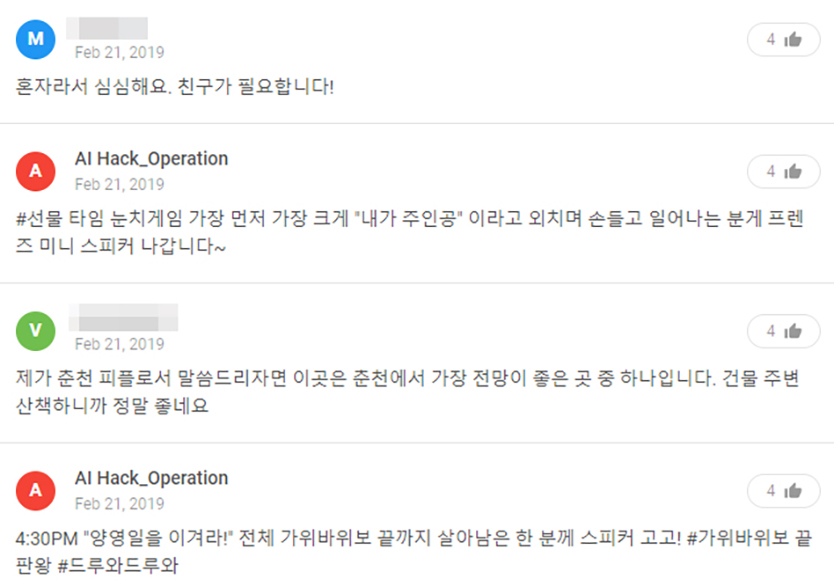 M
Feb 21, 2019
4
혼자라서 심심해요. 친구가 필요합니다!
A
AI Hack_Operation
Feb 21, 2019
4
#선물 타임 눈치게임 가장 먼저 가장 크게 "내가 주인공" 이라고 외치며 손들고 일어나는 분게 프렌
즈 미니 스피커 나갑니다~
V
Feb 21, 2019
4
제가 춘천 피플로서 말씀드리자면 이곳은 춘천에서 가장 전망이 좋은 곳 중 하나입니다. 건물 주변
산책하니까 정말 좋네요
A
AI Hack_Operation
Feb 21, 2019
4
4:30PM "양영일을 이겨라!" 전체 가위바위보 끝까지 살아남은 한 분께 스피커 고고! #가위바위보 끝
판왕 #드루와드루와